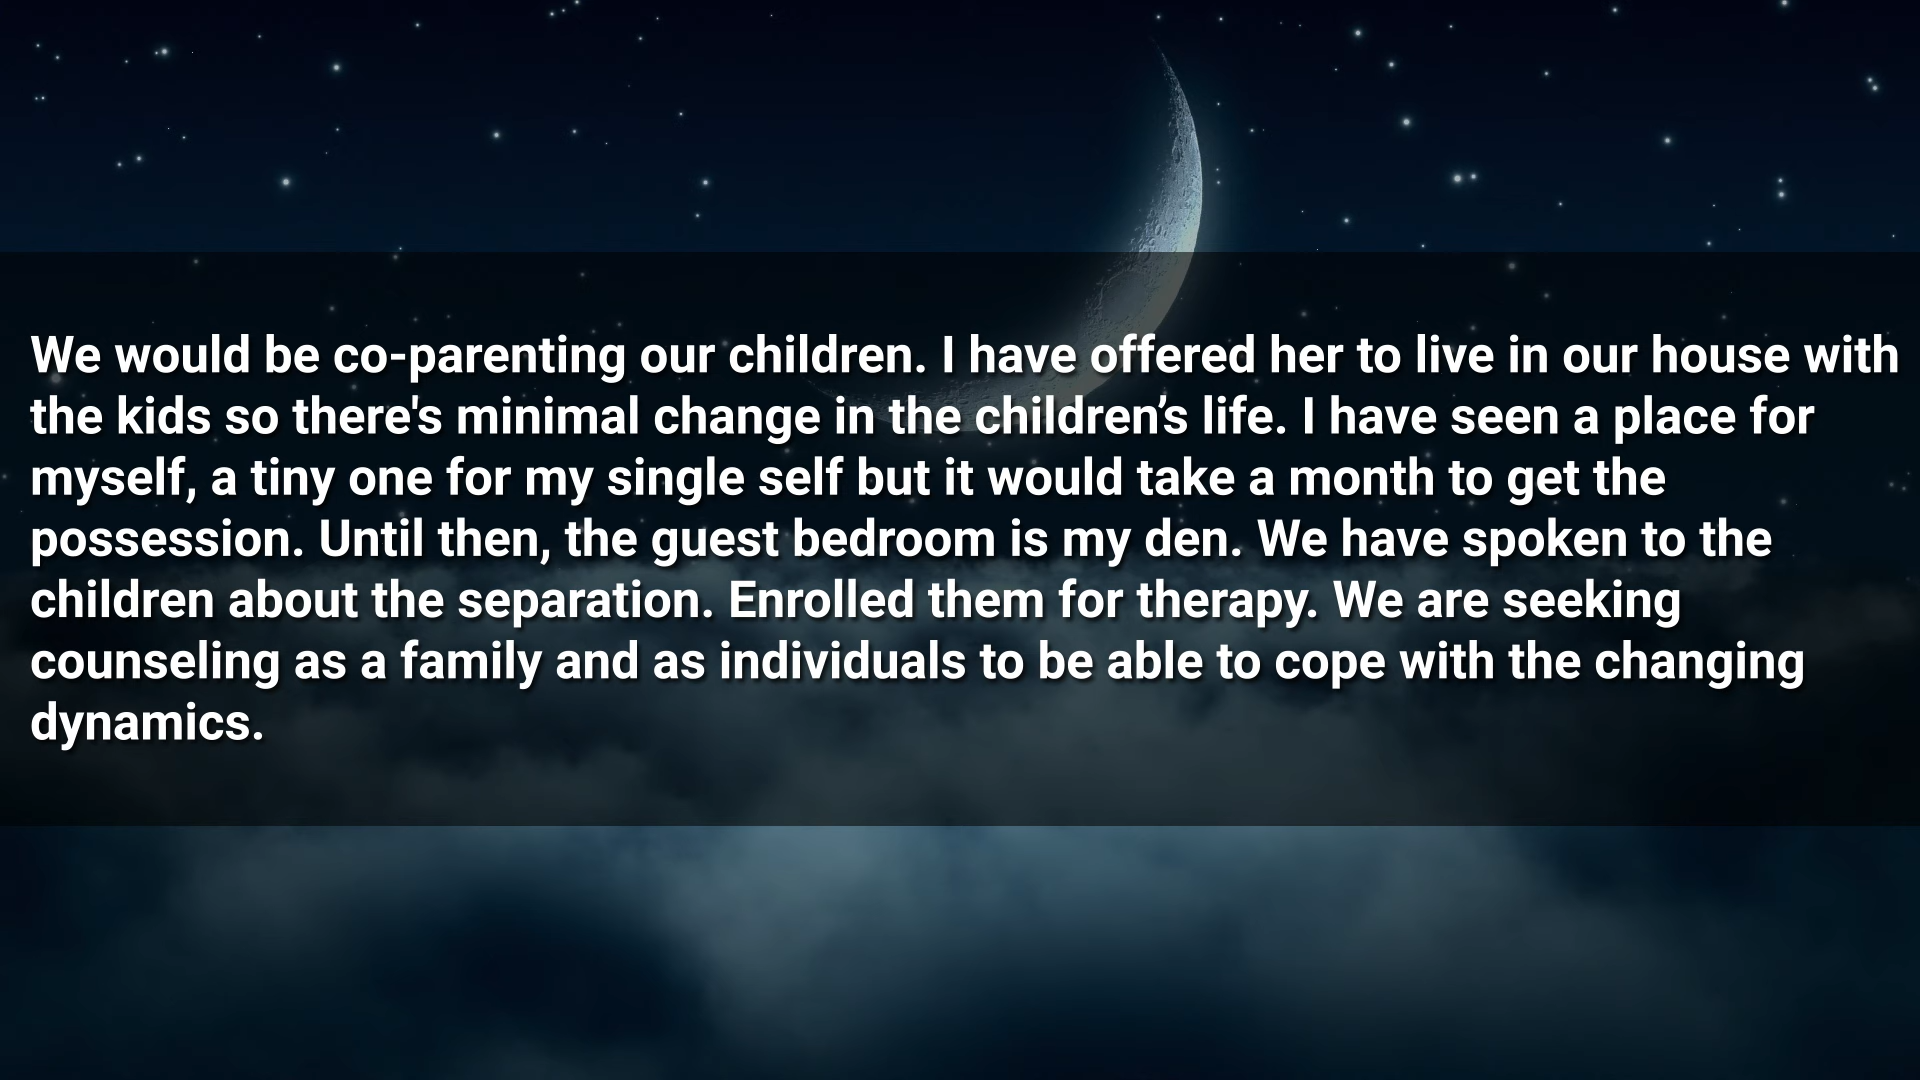 We would be co-parenting our children. I have offered her to live in our house with
the kids so there's minimal change in the children’s life. I have seen a place for
myself, a tiny one for my single self but it would take a month to get the
possession. Until then, the guest bedroom is my den. We have spoken to the
children about the separation. Enrolled them for therapy. We are seeking
counseling as a family and as individuals to be able to cope with the changing
dynamics.